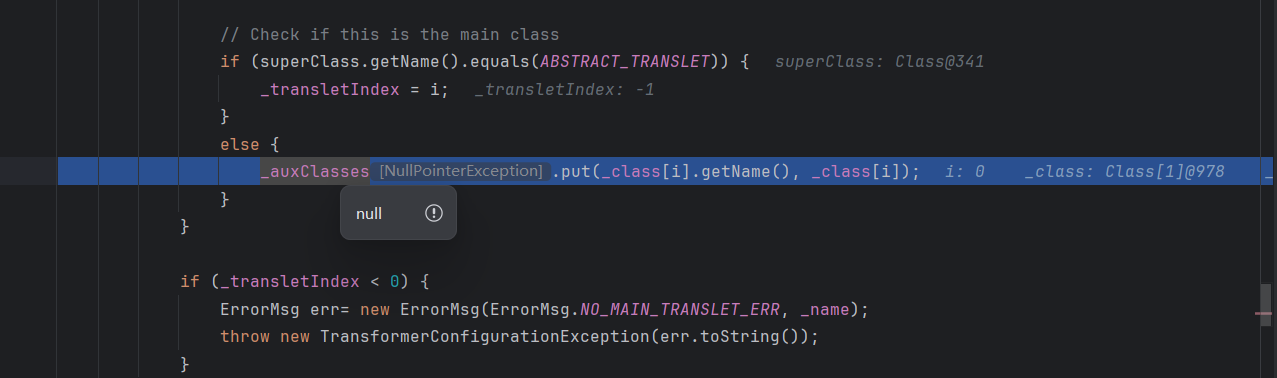 // Check if this is the main class
if (superClass.getName().equals(ABSTRACT_TRANSLET)) {   superClass: Class@341
_transletIndex = i;   _transletIndex: -1
}
else {
_auxClasses [NullPointerException] .put(_class[i].getName(), _class[i]);   i: 0   _class: Class[1]@978   _
}
null
}
if (_transletIndex < 0) {
ErrorMsg err= new ErrorMsg(ErrorMsg.NO_MAIN_TRANSLET_ERR, _name);
throw new TransformerConfigurationException(err.toString());
}